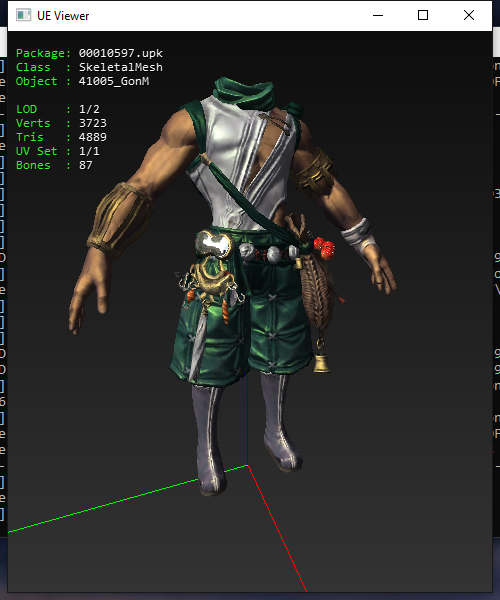 UE Viewer
Package: 00010597.upk
Class  : SkeletalMesh
Object : 41005_GonM
LOD    : 1/2
Verts  : 3723
Tris   : 4889
UV Set : 1/1
Bones  : 87